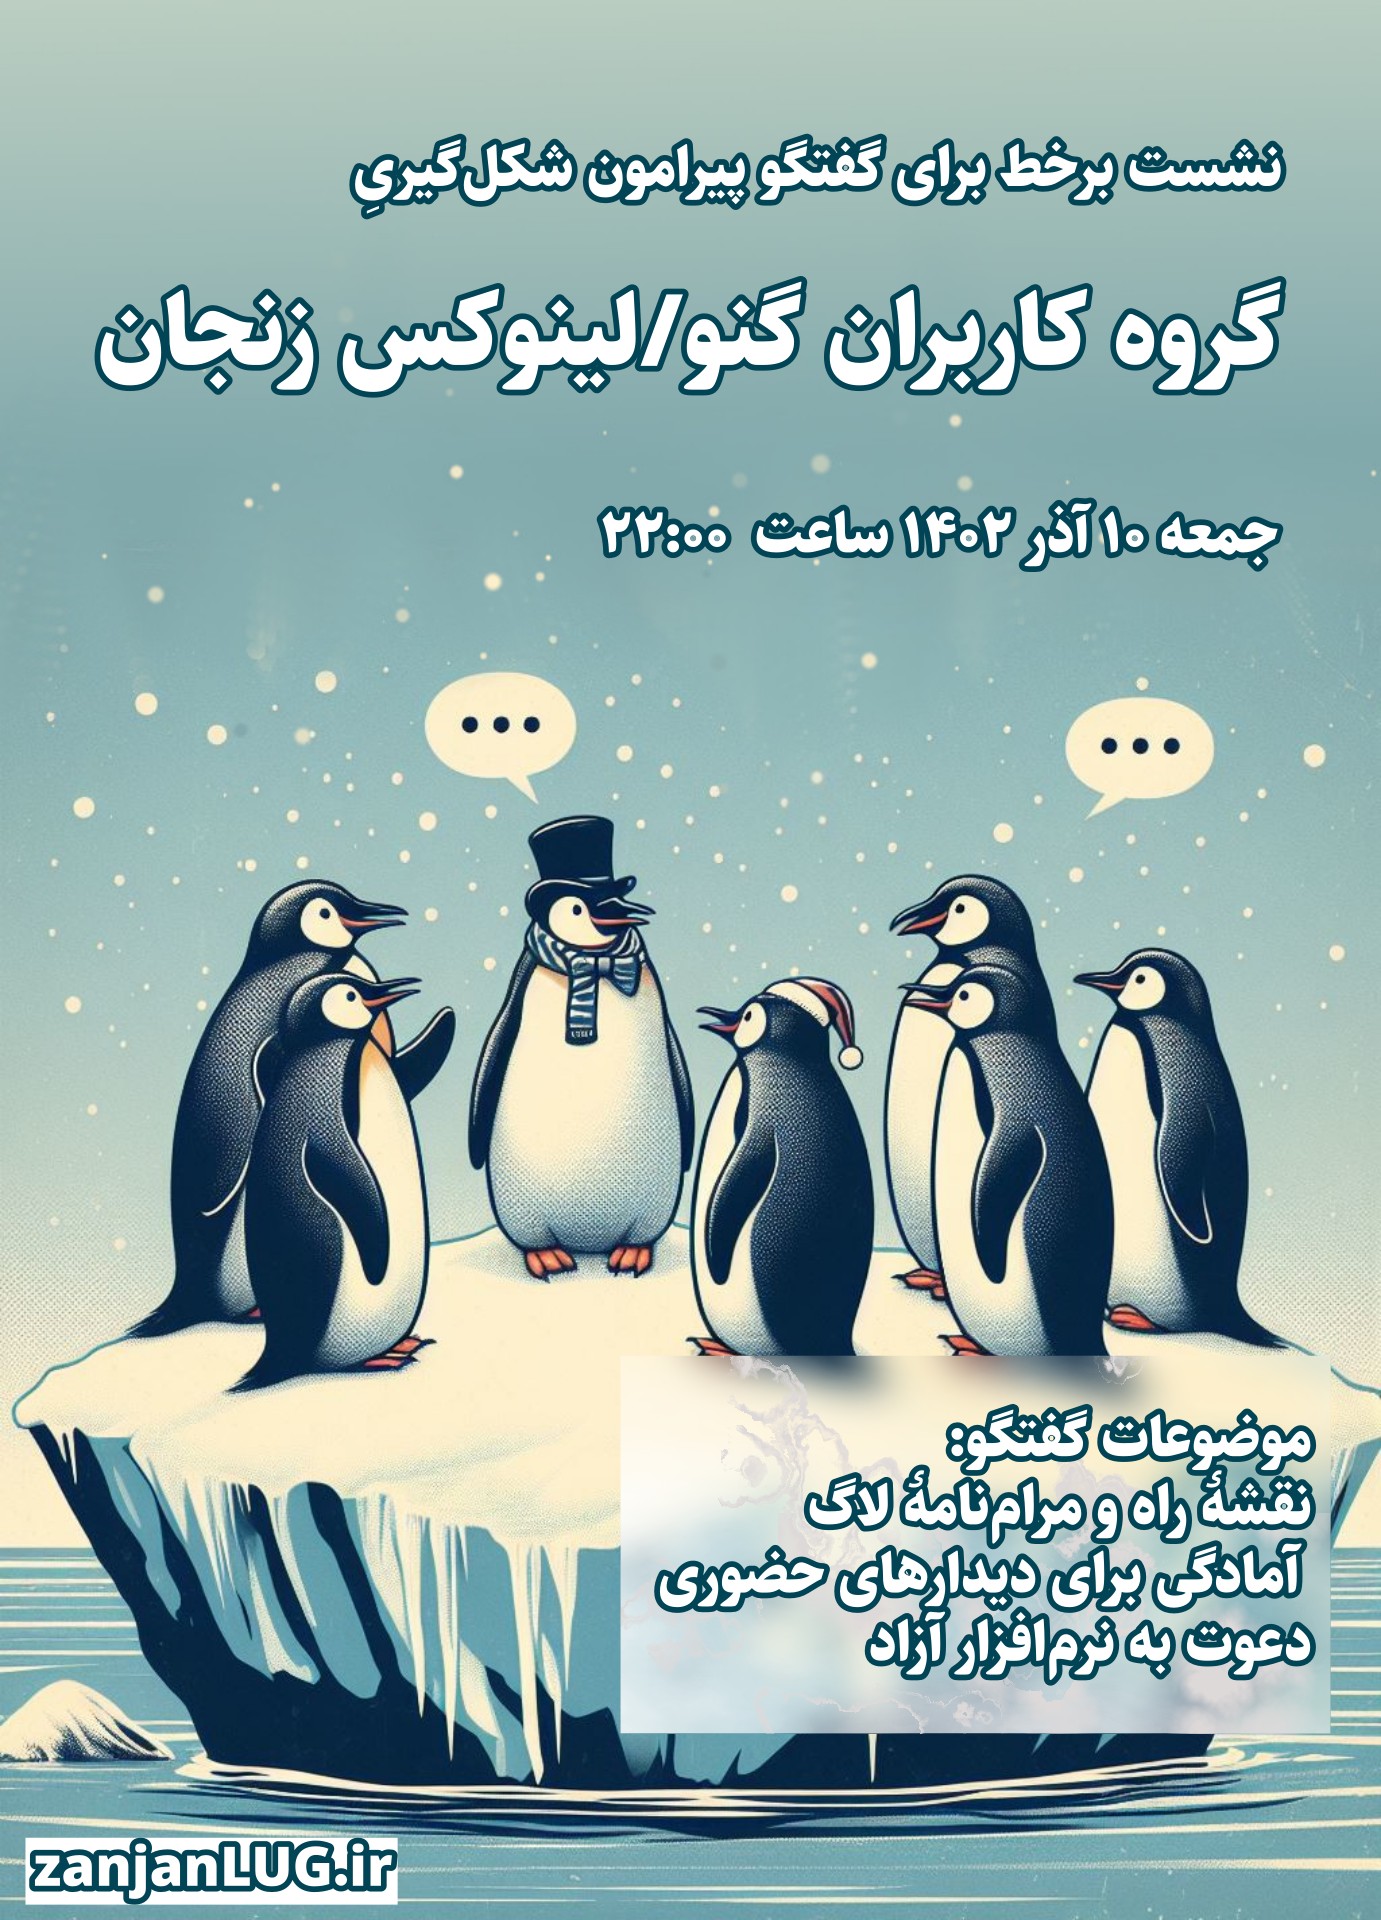 نشست برخط برای گفتگو پیرامون شکل‌گیریِ
گروه کاربران گنو/لینوکس زنجان
جمعه ۱۰ آذر ۱۴۰۲ ساعت ۲۲:۰۰
موضوعات گفتگو:
نقشهٔ راه و مرام‌نامهٔ لاگ
آمادگی برای دیدارهای حضوری
دعوت به نرم‌افزار آزاد
zanjanLUG.ir